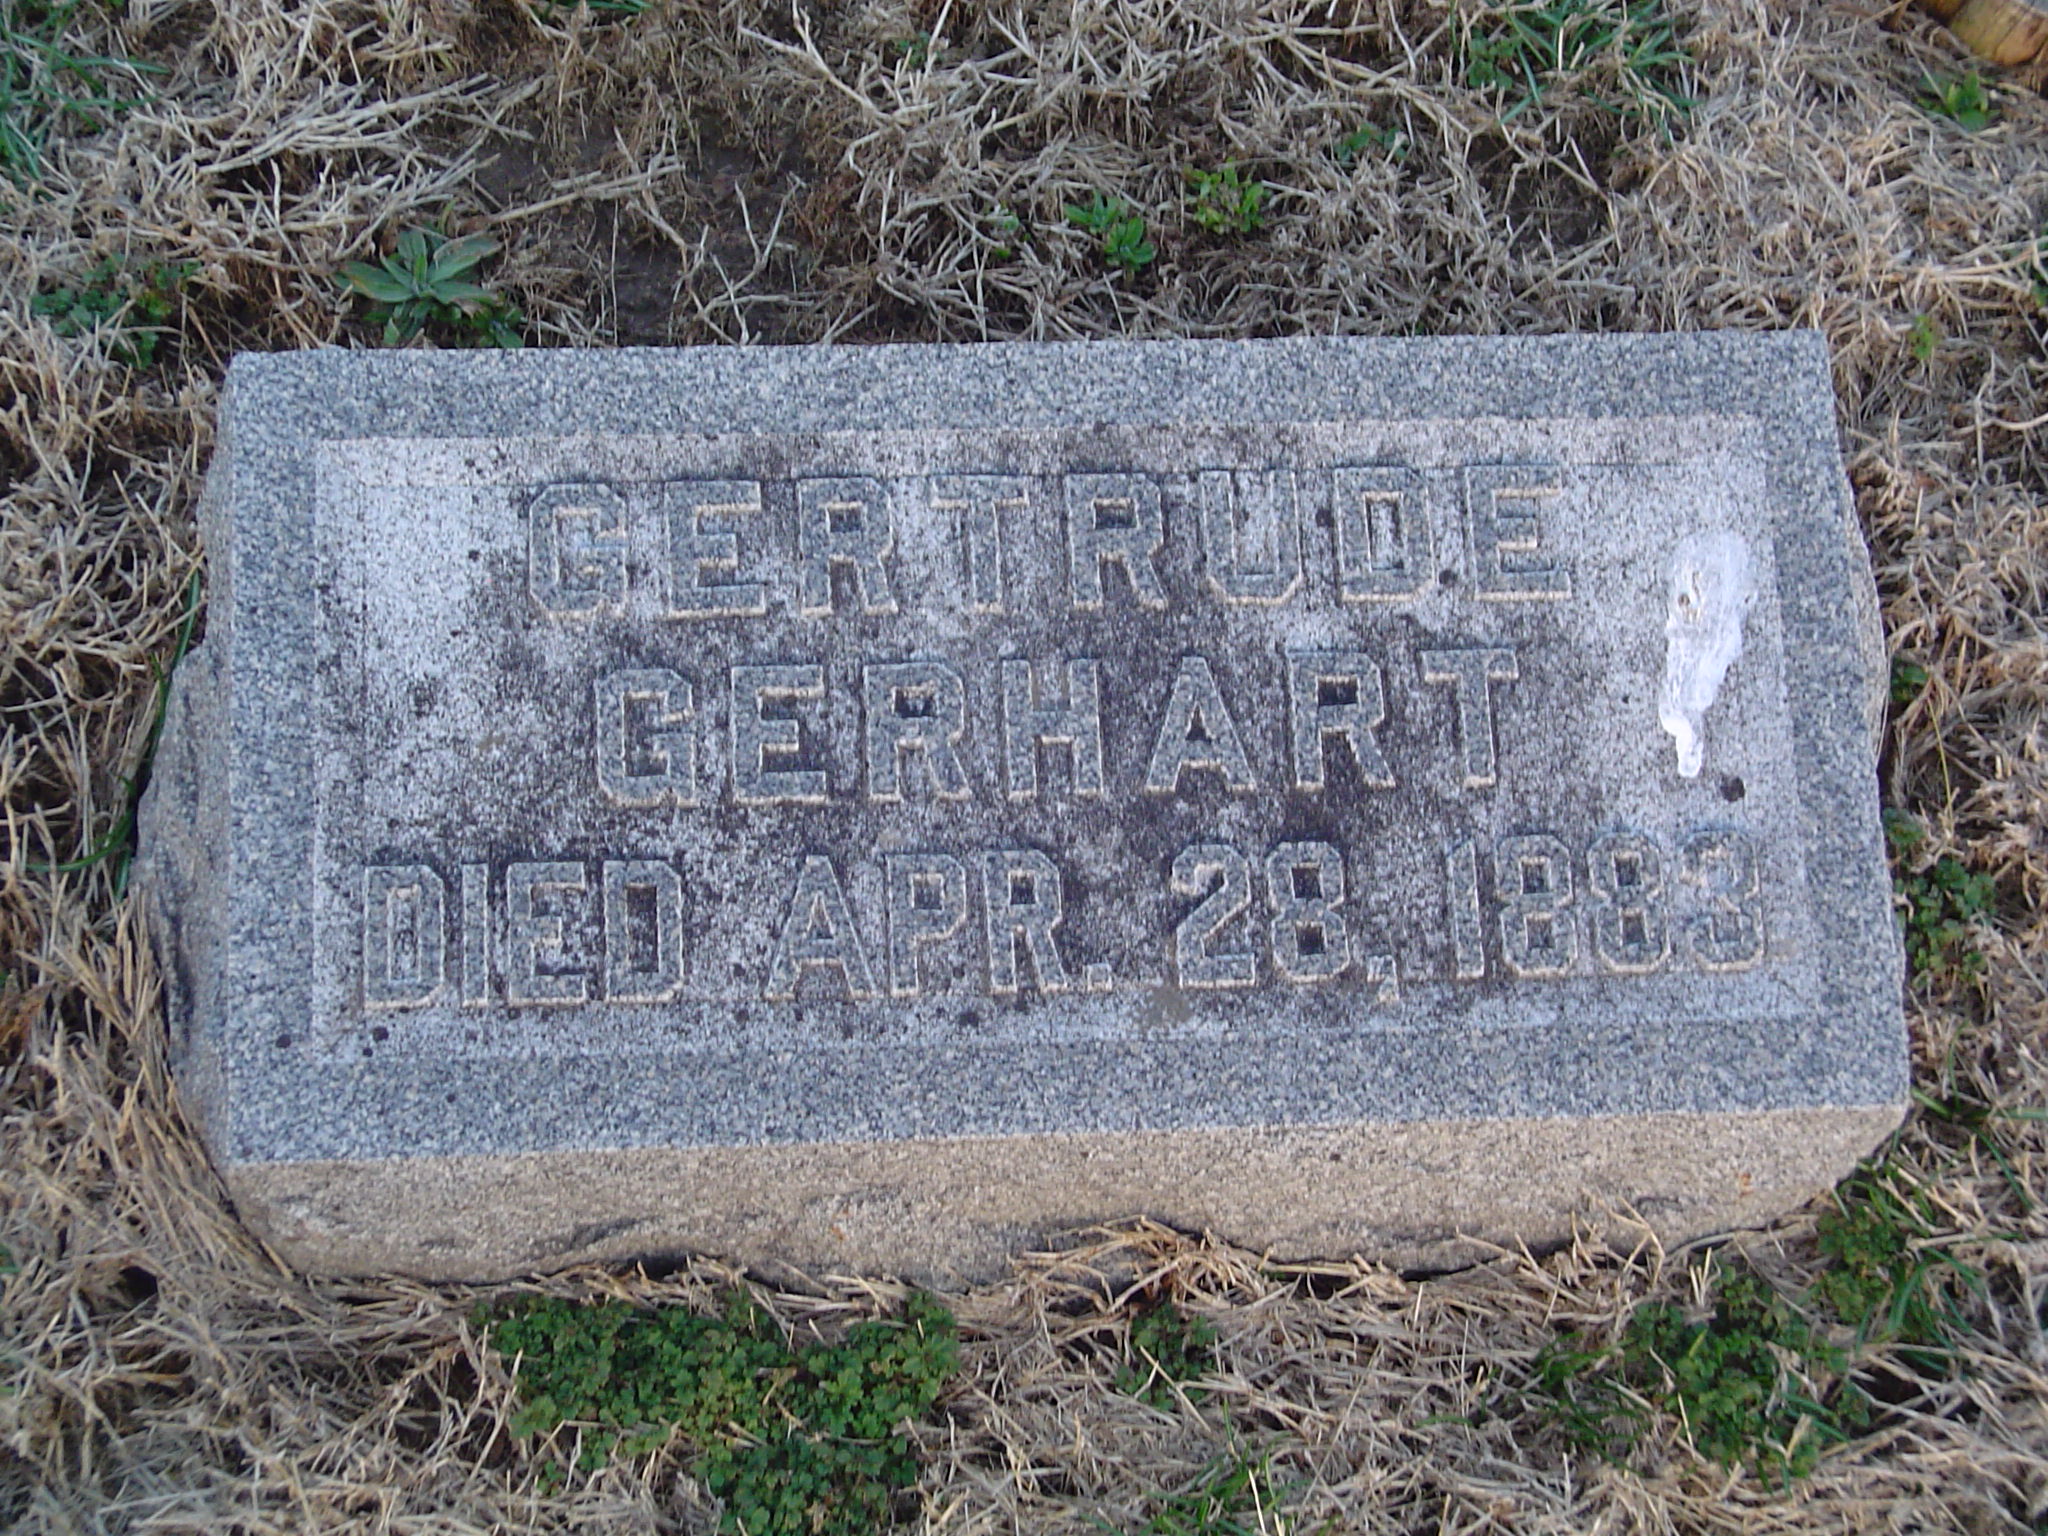 GERTRUDE
GERHART
DIED APR. 28, 1883